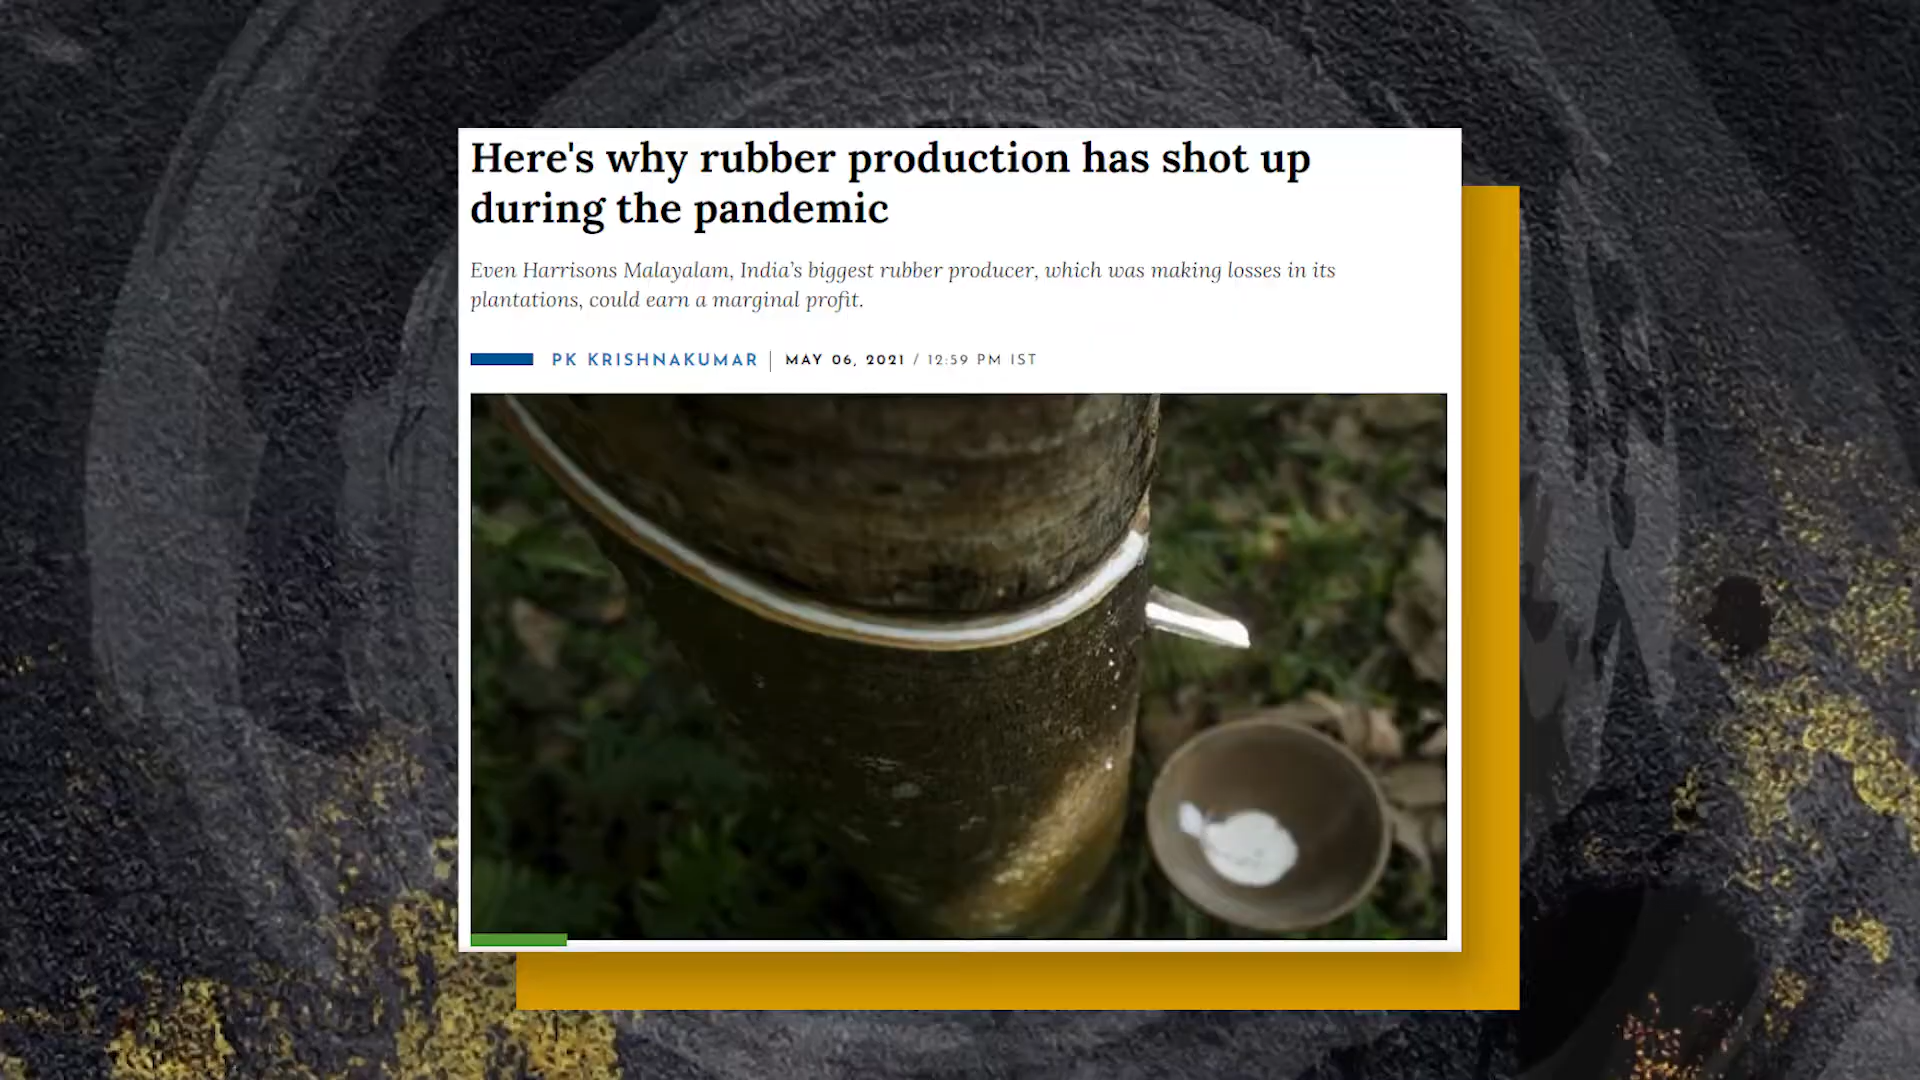 Here's why rubber production has shot up
during the pandemic
Even Harrisons Malayalam, India's biggest rubber producer, which was making losses in its
plantations, could earn a marginal profit.
PK KRISHNAKUMAR | MAY 06, 2021 / 12:59 PM IST